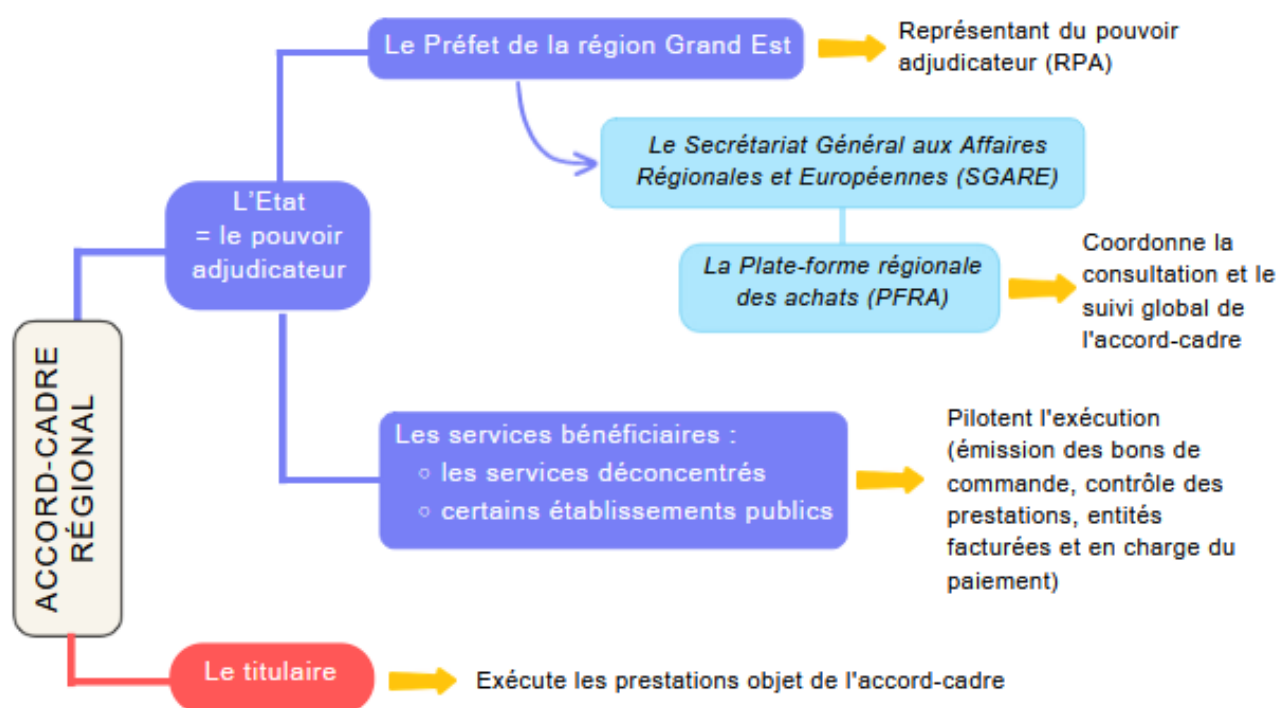 Le Préfet de la région Grand Est
Représentant du pouvoir
adjudicateur (RPA)
Le Secrétariat Général aux Affaires
Régionales et Européennes (SGARE)
L'Etat
= le pouvoir
adjudicateur
La Plate-forme régionale
des achats (PFRA)
Coordonne la
consultation et le
suivi global de
l'accord-cadre
ACCORD-CADRE
RÉGIONAL
Les services bénéficiaires :
○ les services déconcentrés
○ certains établissements publics
Pilotent l'exécution
(émission des bons de
commande, contrôle des
prestations, entités
facturées et en charge du
paiement)
Le titulaire
Exécute les prestations objet de l'accord-cadre